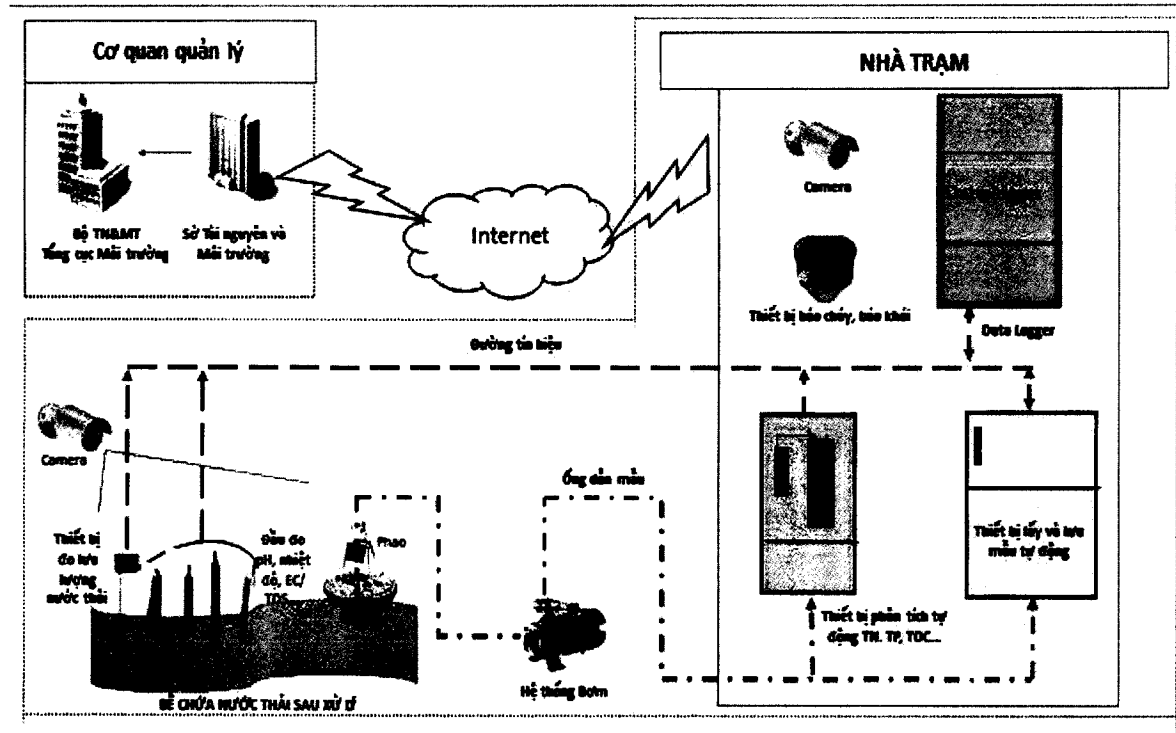 Cơ quan quản lý
Bộ TN&MT
Tổng cục Môi trường
Sở Tài nguyên và
Môi trường
Internet
NHÀ TRẠM
Camera
Thiết bị báo cháy, báo khói
Data Logger
Đường tín hiệu
Camera
Thiết bị
đo lưu
lượng
nước thải
Đầu đo
pH, nhiệt
độ, EC/
TDS
Phao
Ống dẫn mẫu
Hệ thống Bơm
Thiết bị phân tích tự
động TN, TP, TOC...
Thiết bị lấy và lưu
mẫu tự động
BỂ CHỨA NƯỚC THẢI SAU XỬ LÍ